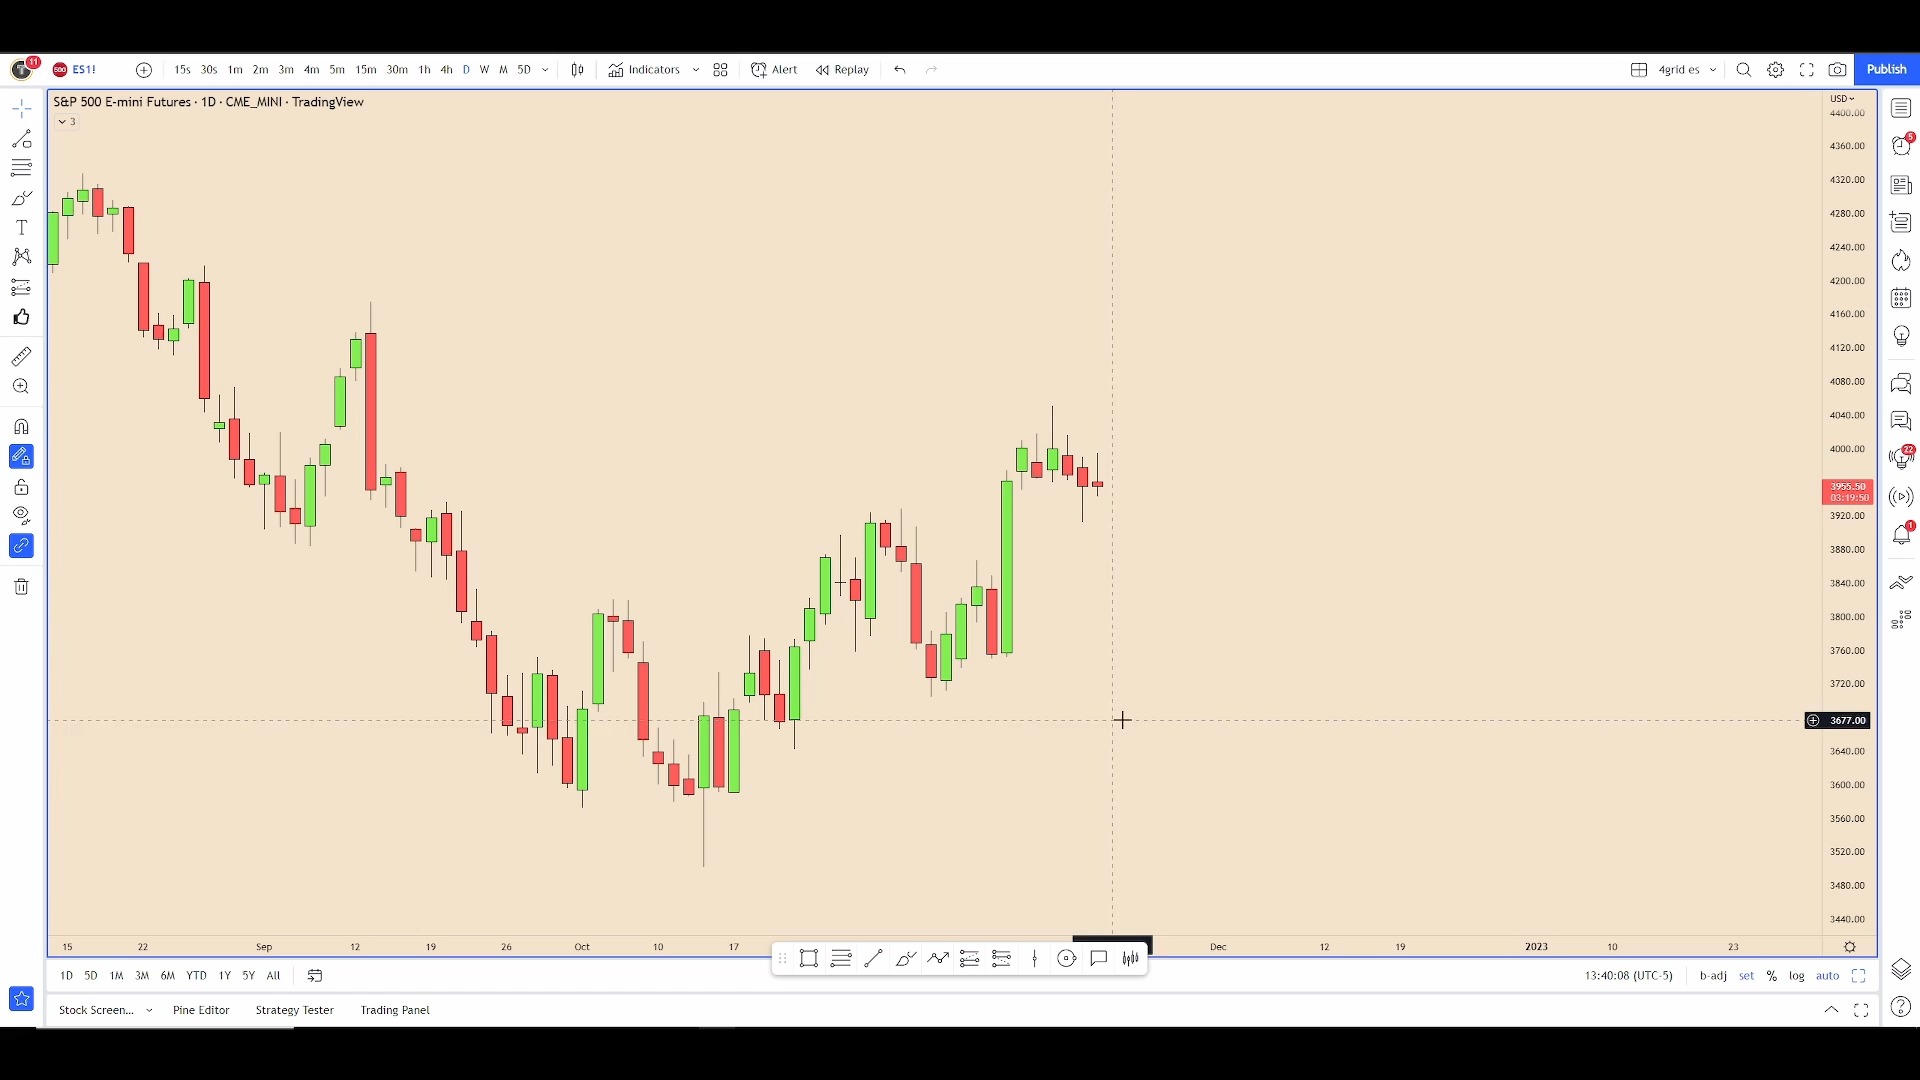 11
500 ES1!
15s 30s 1m 2m 3m 4m 5m 15m 30m 1h 4h D W M 5D
Indicators
Alert
Replay
4grid es
Publish
S&P 500 E-mini Futures · 1D · CME_MINI · TradingView
3
USD
4400.00
4360.00
4320.00
4280.00
4240.00
4200.00
4160.00
4120.00
4080.00
4040.00
4000.00
3955.50
03:19:50
3920.00
3880.00
3840.00
3800.00
3760.00
3720.00
3677.00
3640.00
3600.00
3560.00
3520.00
3480.00
3440.00
5
22
1
15 22 Sep 12 19 26 Oct 10 17 Dec 12 19 2023 10 23
1D 5D 1M 3M 6M YTD 1Y 5Y All
13:40:08 (UTC-5) b-adj set % log auto
Stock Screen... Pine Editor Strategy Tester Trading Panel